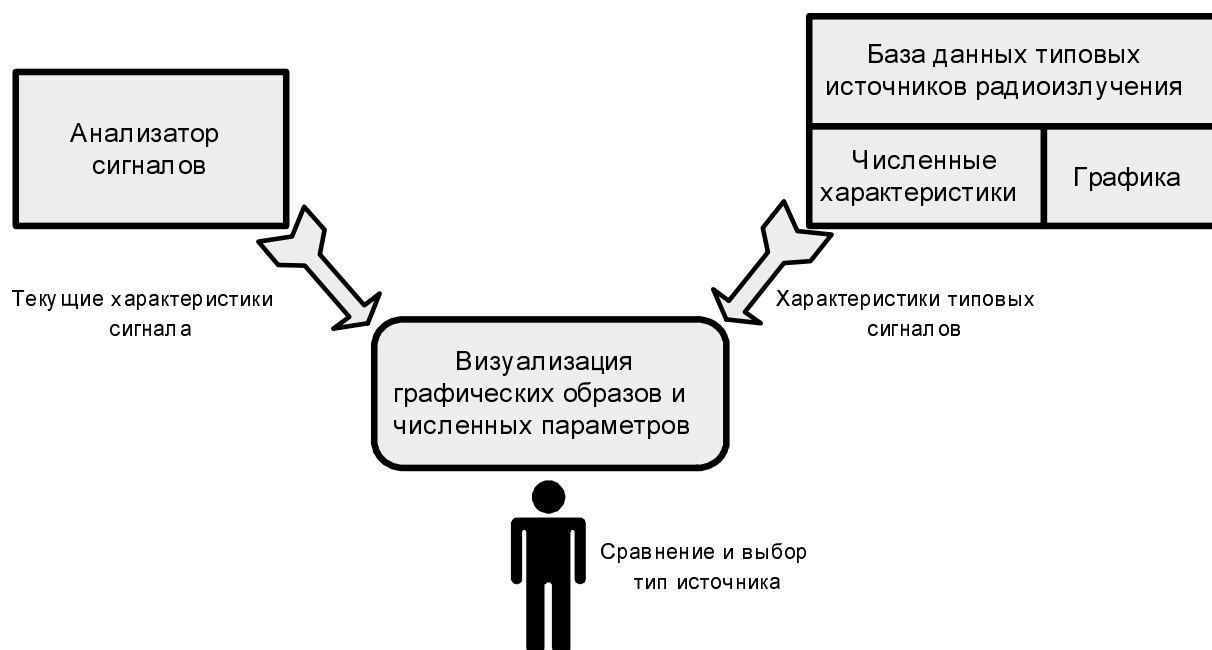 Анализатор
сигналов
База данных типовых
источников радиоизлучения
Численные
характеристики
Графика
Текущие характеристики
сигнала
Характеристики типовых
сигналов
Визуализация
графических образов и
численных параметров
Сравнение и выбор
тип источника